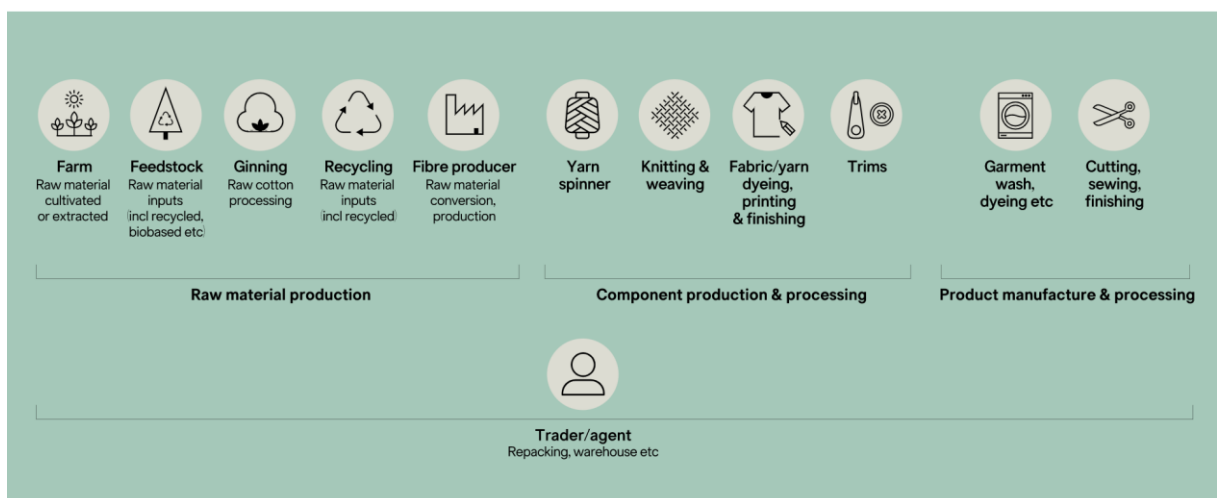 Farm
Raw material
cultivated
or extracted
Feedstock
Raw material
inputs
(incl recycled,
biobased etc)
Ginning
Raw cotton
processing
Recycling
Raw material
inputs
(incl recycled)
Fibre producer
Raw material
conversion,
production
Yarn
spinner
Knitting &
weaving
Fabric/yarn
dyeing,
printing
& finishing
Trims
Garment
wash,
dyeing etc
Cutting,
sewing,
finishing
Raw material production
Component production & processing
Product manufacture & processing
Trader/agent
Repacking, warehouse etc